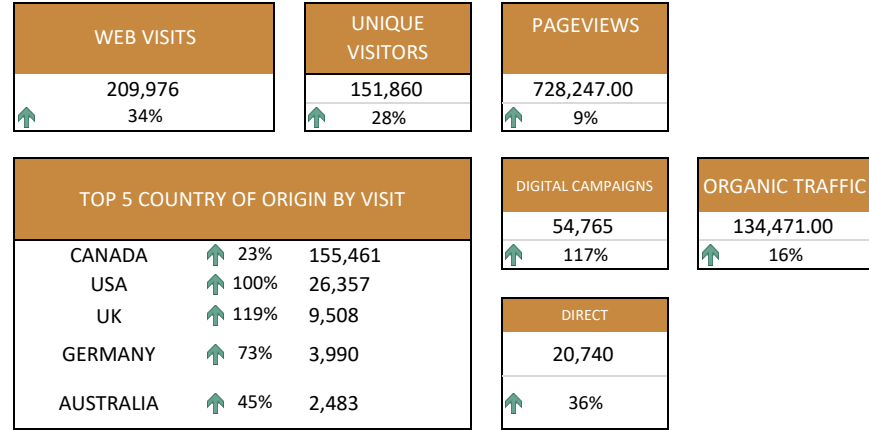 WEB VISITS
209,976
34%
UNIQUE
VISITORS
151,860
28%
PAGEVIEWS
728,247.00
9%
TOP 5 COUNTRY OF ORIGIN BY VISIT
CANADA 23% 155,461
USA 100% 26,357
UK 119% 9,508
GERMANY 73% 3,990
AUSTRALIA 45% 2,483
DIGITAL CAMPAIGNS
54,765
117%
ORGANIC TRAFFIC
134,471.00
16%
DIRECT
20,740
36%